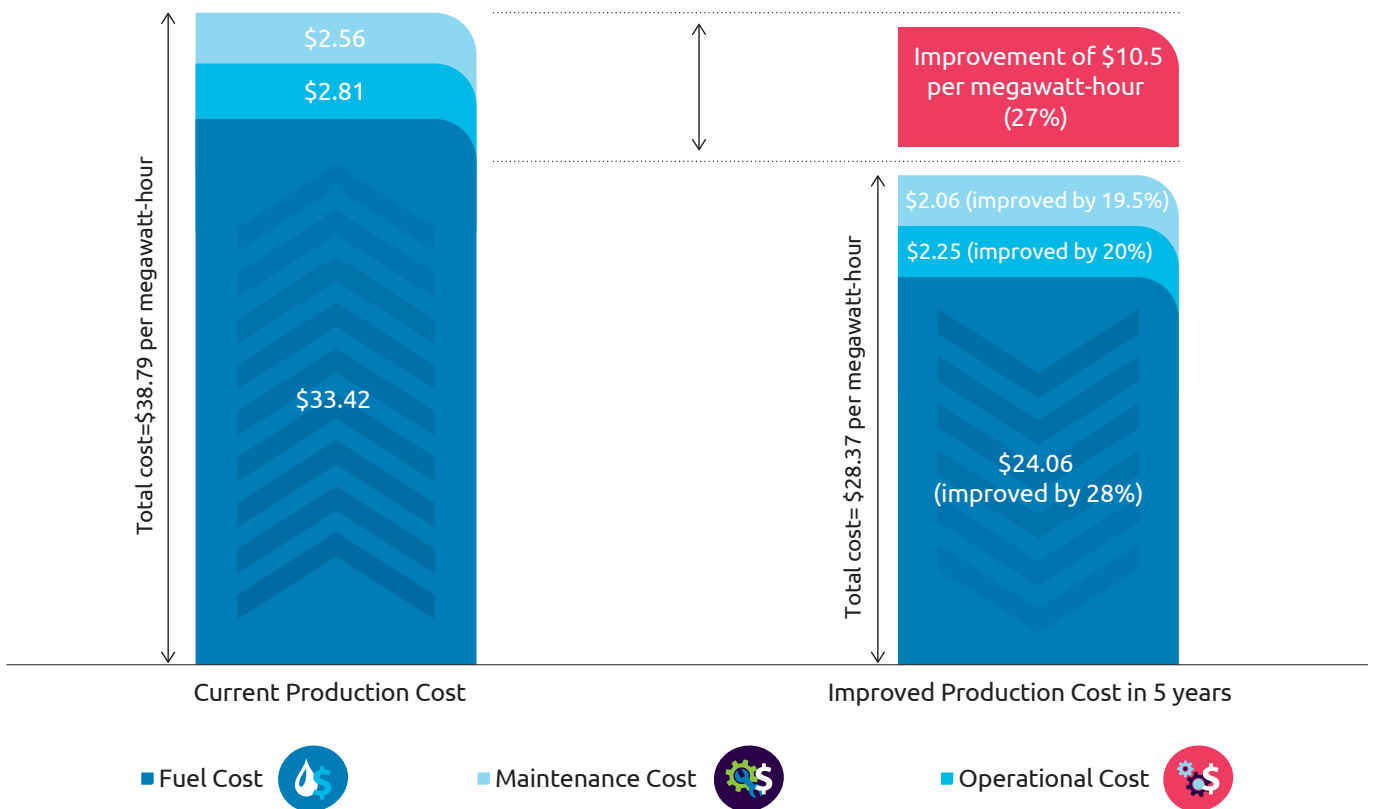 $2.56
$2.81
$33.42
Total cost=$38.79 per megawatt-hour
Improvement of $10.5
per megawatt-hour
(27%)
$2.06 (improved by 19.5%)
$2.25 (improved by 20%)
$24.06
(improved by 28%)
Total cost= $28.37 per megawatt-hour
Current Production Cost
Improved Production Cost in 5 years
Fuel Cost
$
Maintenance Cost
$
Operational Cost
$